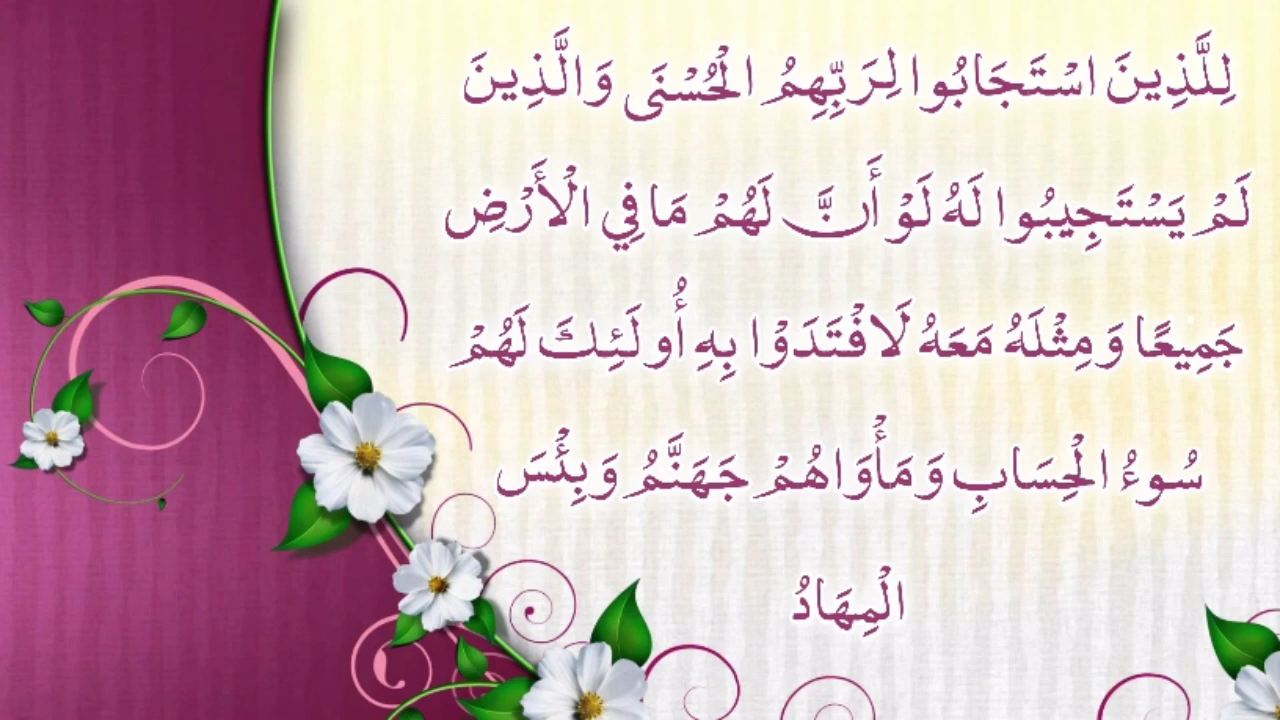 لِلَّذِينَ اسْتَجَابُوا لِرَبِّهِمُ الْحُسْنَى وَالَّذِينَ
لَمْ يَسْتَجِيبُوا لَهُ لَوْ أَنَّ لَهُمْ مَا فِي الْأَرْضِ
جَمِيعًا وَمِثْلَهُ مَعَهُ لَافْتَدَوْا بِهِ أُولَئِكَ لَهُمْ
سُوءُ الْحِسَابِ وَمَأْوَاهُمْ جَهَنَّمُ وَبِئْسَ
الْمِهَادُ